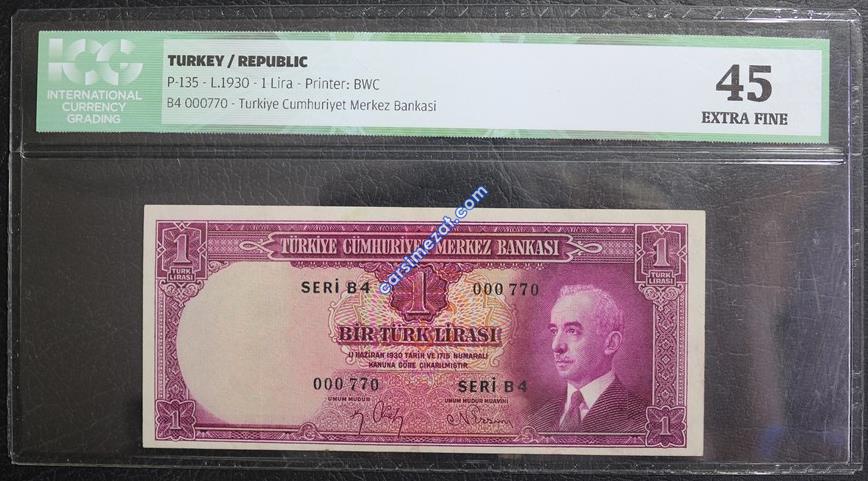 ICG
INTERNATIONAL
CURRENCY
GRADING
TURKEY / REPUBLIC
P-135 - L.1930 - 1 Lira - Printer: BWC
B4 000770 - Turkiye Cumhuriyet Merkez Bankasi
45
EXTRA FINE
carsimezat.com
TÜRKİYE CÜMHURİYET MERKEZ BANKASI
1
TÜRK
LİRASI
1
TÜRK
LİRASI
SERİ B4
1
000 770
BİR TÜRK LİRASI
11 HAZİRAN 1930 TARİH VE 1715 NUMARALI
KANUNA GÖRE ÇIKARILMIŞTIR.
000 770
SERİ B4
UMUM MÜDÜR
UMUM MÜDÜR MUAVİNİ
1
1